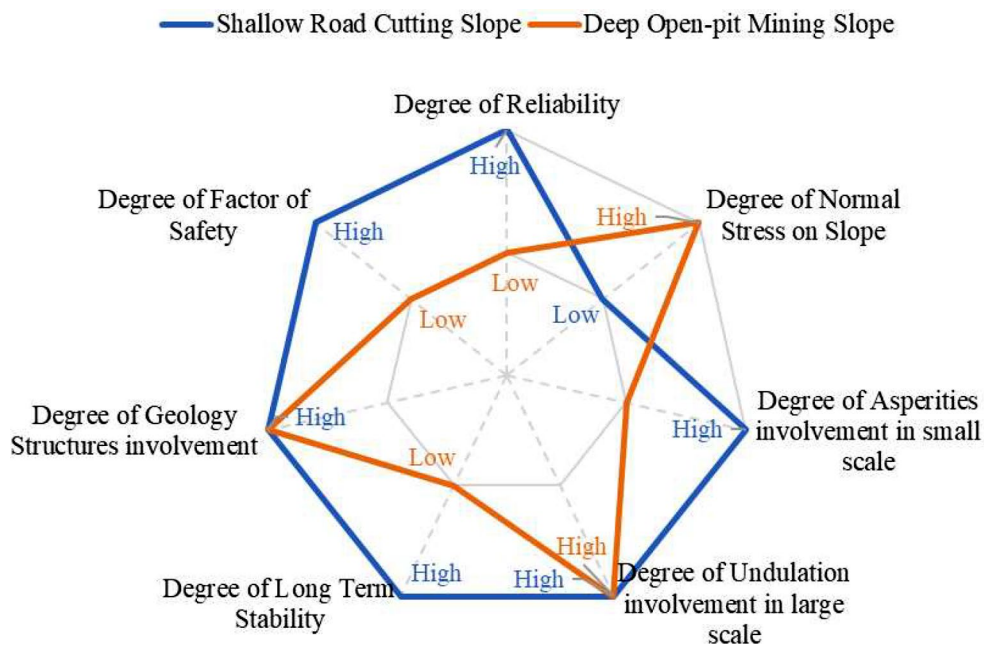 Shallow Road Cutting Slope Deep Open-pit Mining Slope
Degree of Reliability
High
Degree of Factor of
Safety
High
Degree of Normal
Stress on Slope
High
Low
Low
Low
Degree of Geology
Structures involvement
High
Degree of Asperities
involvement in small
scale
High
Low
High
High
High
Degree of Long Term
Stability
Degree of Undulation
involvement in large
scale